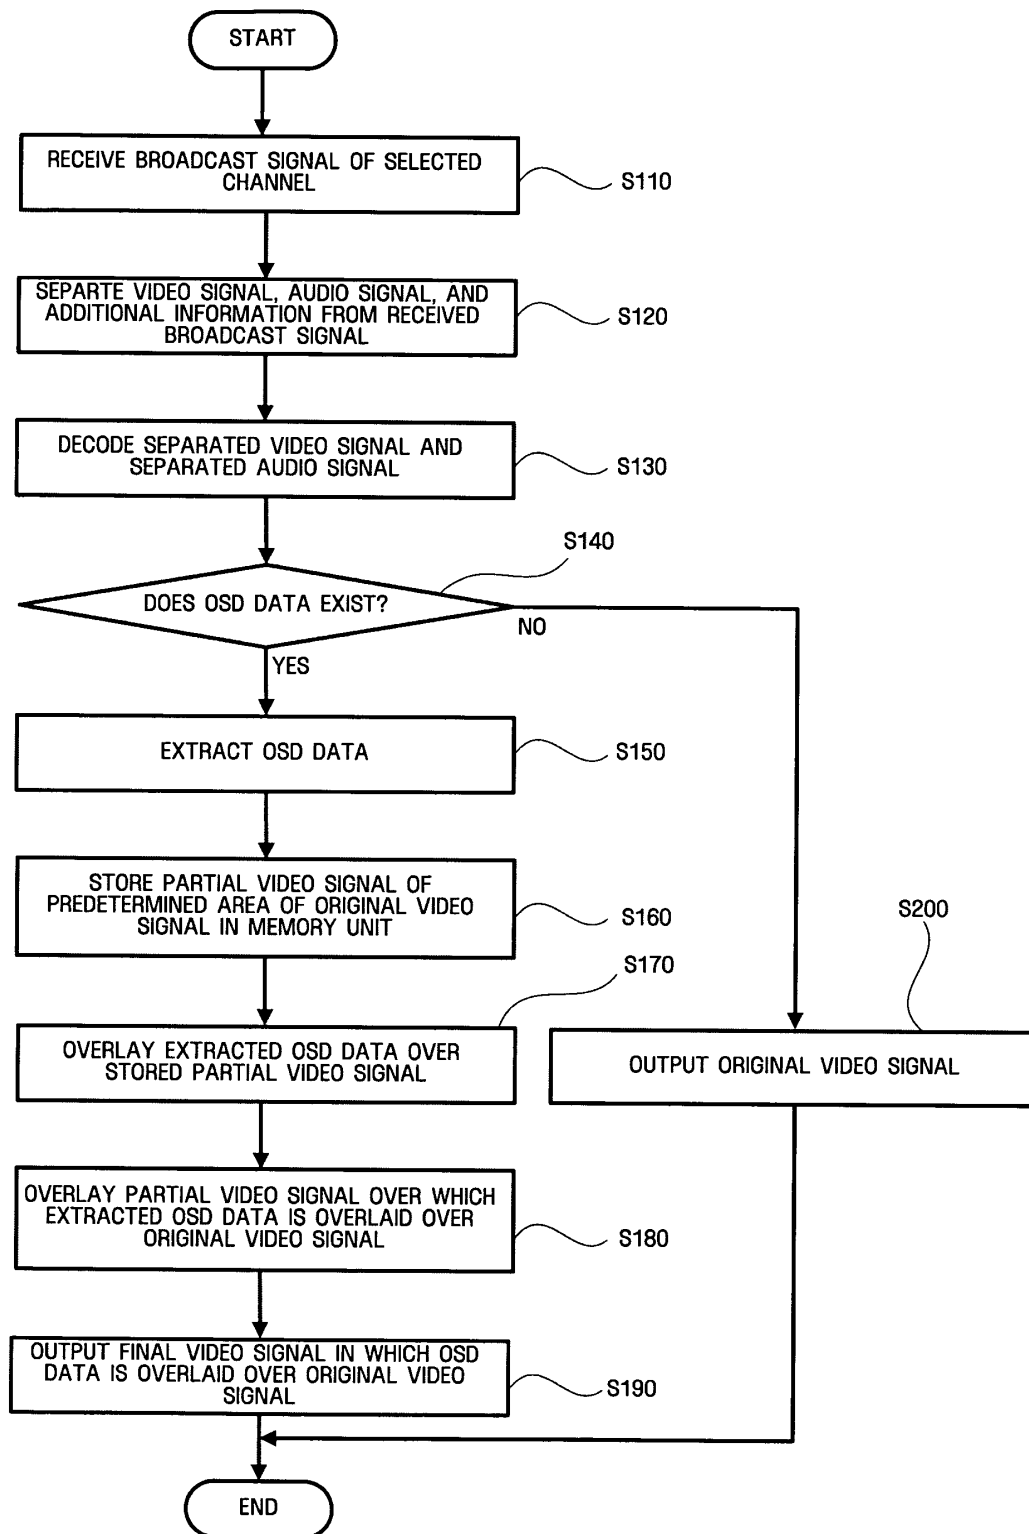 START
RECEIVE BROADCAST SIGNAL OF SELECTED
CHANNEL
S110
SEPARTE VIDEO SIGNAL, AUDIO SIGNAL, AND
ADDITIONAL INFORMATION FROM RECEIVED
BROADCAST SIGNAL
S120
DECODE SEPARATED VIDEO SIGNAL AND
SEPARATED AUDIO SIGNAL
S130
S140
DOES OSD DATA EXIST?
NO
YES
EXTRACT OSD DATA
S150
STORE PARTIAL VIDEO SIGNAL OF
PREDETERMINED AREA OF ORIGINAL VIDEO
SIGNAL IN MEMORY UNIT
S160
S200
S170
OVERLAY EXTRACTED OSD DATA OVER
STORED PARTIAL VIDEO SIGNAL
OUTPUT ORIGINAL VIDEO SIGNAL
OVERLAY PARTIAL VIDEO SIGNAL OVER WHICH
EXTRACTED OSD DATA IS OVERLAID OVER
ORIGINAL VIDEO SIGNAL
S180
OUTPUT FINAL VIDEO SIGNAL IN WHICH OSD
DATA IS OVERLAID OVER ORIGINAL VIDEO
SIGNAL
S190
END